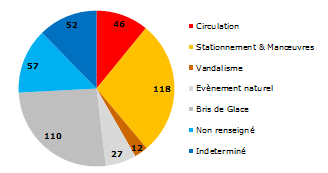 52
46
57
118
110
27
12
Circulation
Stationnement & Manœuvres
Vandalisme
Evènement naturel
Bris de Glace
Non renseigné
Indeterminé